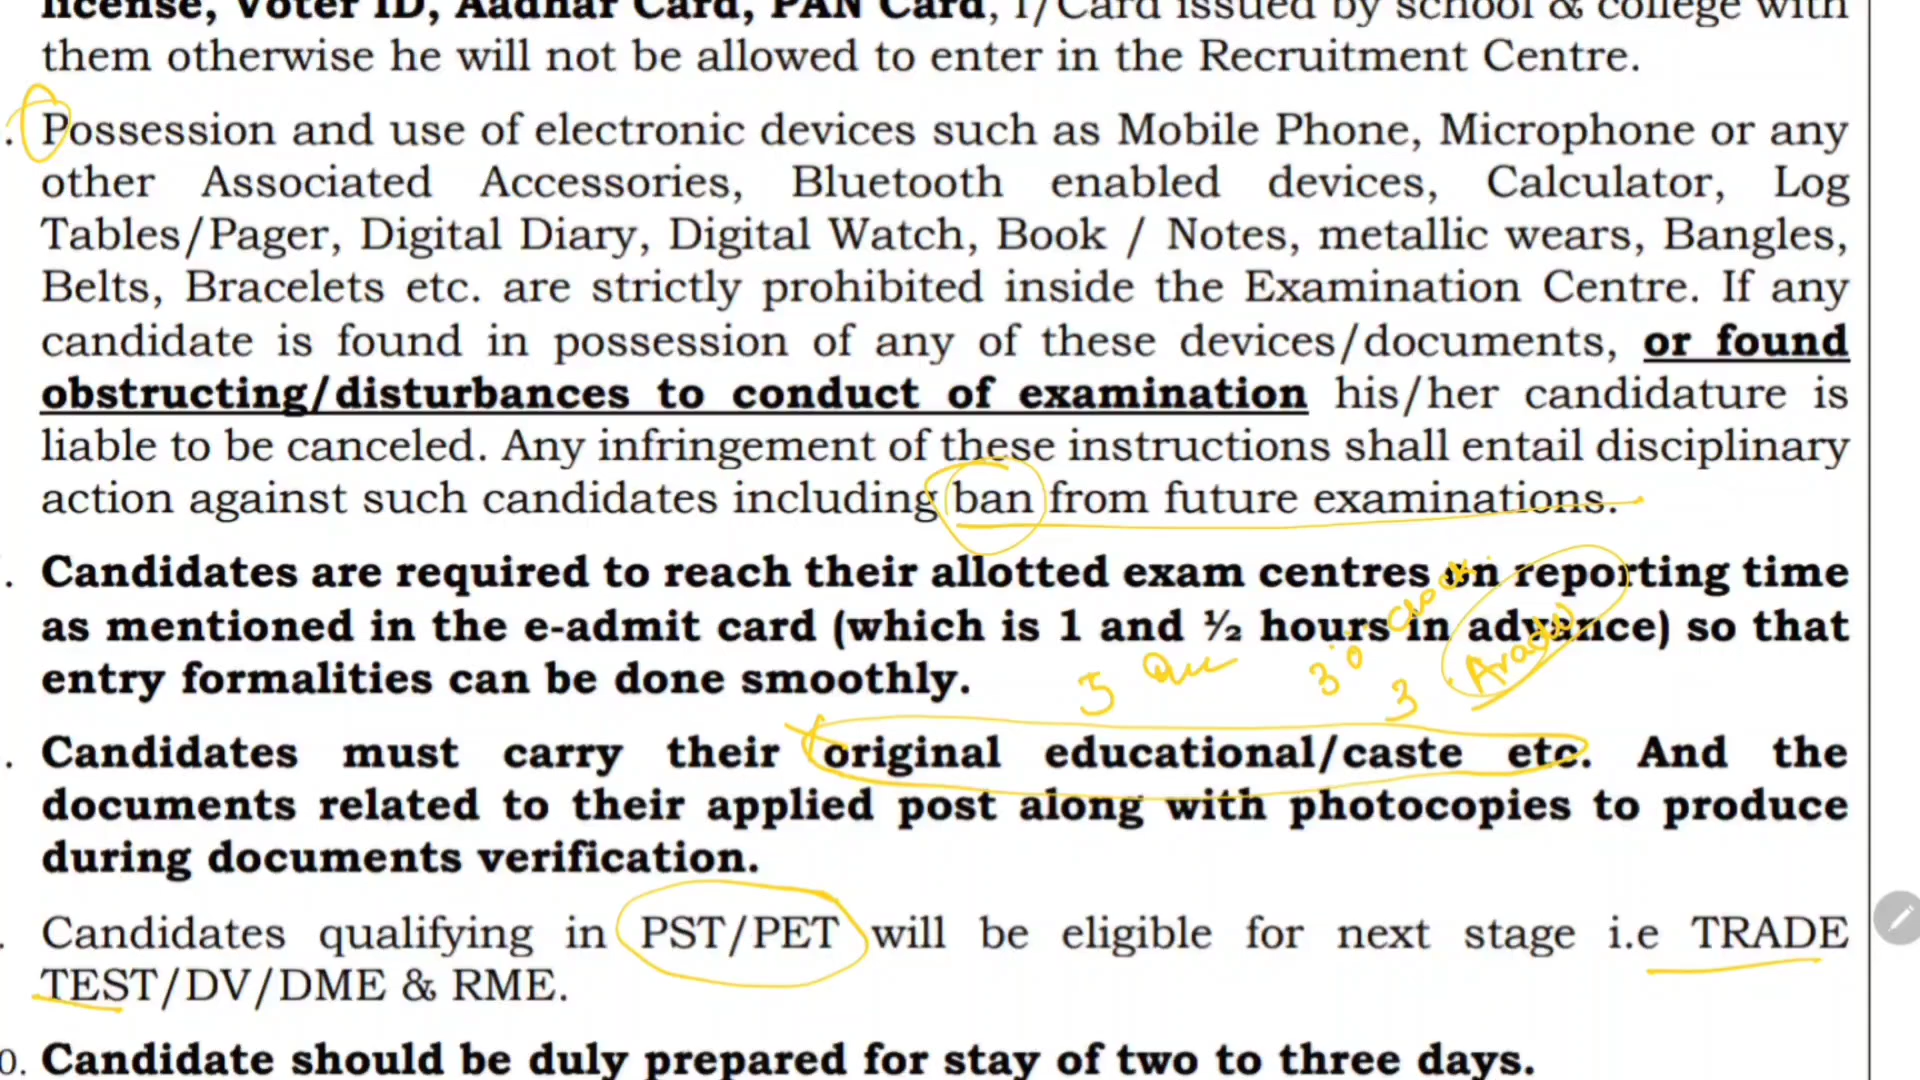 license, Voter ID, Aadhar Card, PAN Card, I/Card issued by school & college with
them otherwise he will not be allowed to enter in the Recruitment Centre.
. Possession and use of electronic devices such as Mobile Phone, Microphone or any
other Associated Accessories, Bluetooth enabled devices, Calculator, Log
Tables/Pager, Digital Diary, Digital Watch, Book / Notes, metallic wears, Bangles,
Belts, Bracelets etc. are strictly prohibited inside the Examination Centre. If any
candidate is found in possession of any of these devices/documents, or found
obstructing/disturbances to conduct of examination his/her candidature is
liable to be canceled. Any infringement of these instructions shall entail disciplinary
action against such candidates including ban from future examinations.
. Candidates are required to reach their allotted exam centres on reporting time
as mentioned in the e-admit card (which is 1 and ½ hours in advance) so that
entry formalities can be done smoothly.
3 o clock
3
. Candidates must carry their original educational/caste etc. And the
documents related to their applied post along with photocopies to produce
during documents verification.
. Candidates qualifying in PST/PET will be eligible for next stage i.e TRADE
TEST/DV/DME & RME.
0. Candidate should be duly prepared for stay of two to three days.